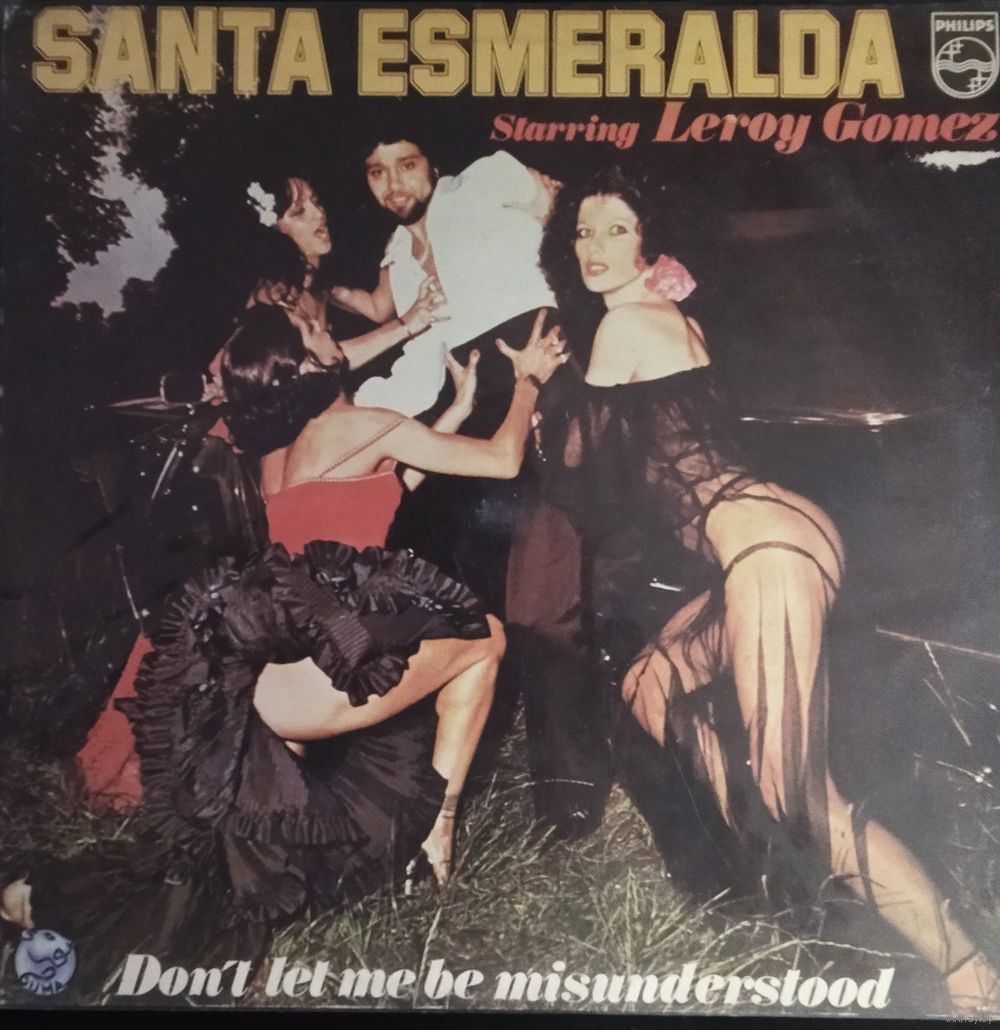 SANTA ESMERALDA
PHILIPS
Starring Leroy Gomez
Don't let me be misunderstood